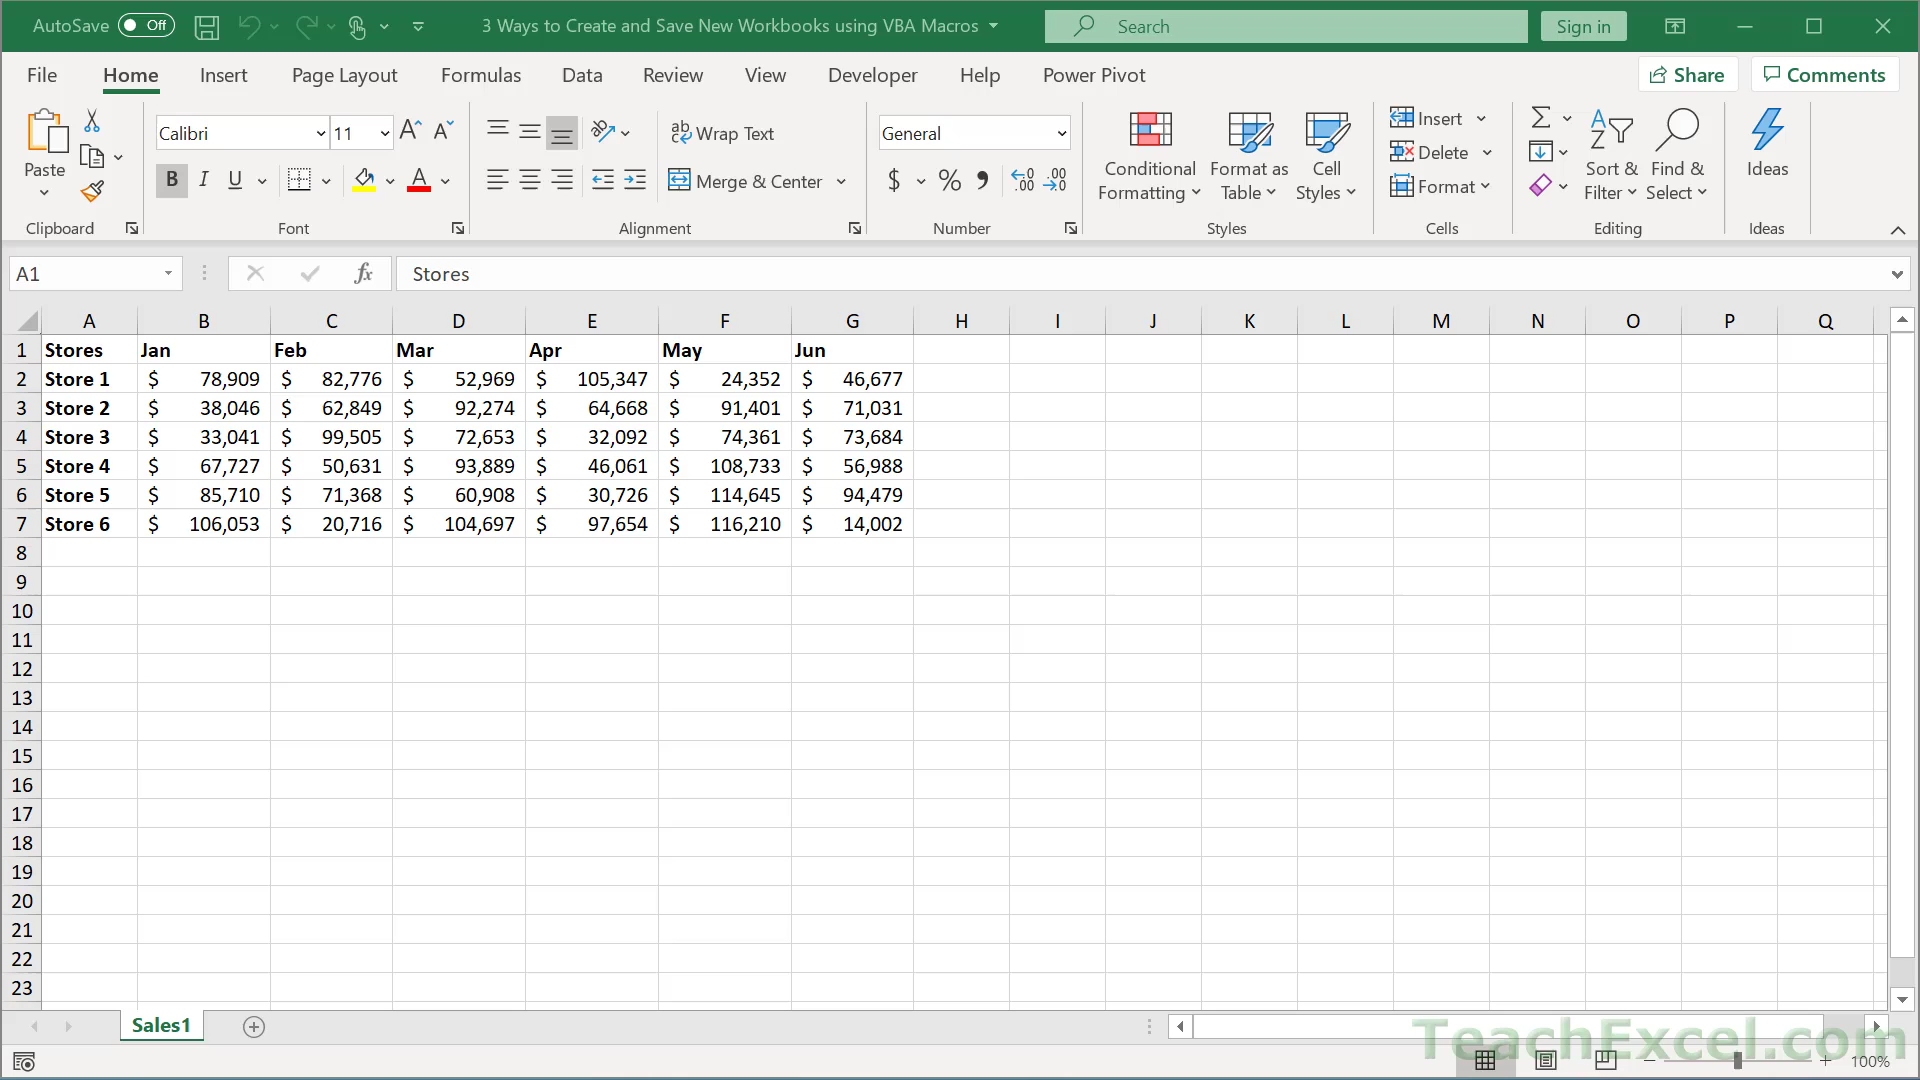 AutoSave Off 3 Ways to Create and Save New Workbooks using VBA Macros Search Sign in
File Home Insert Page Layout Formulas Data Review View Developer Help Power Pivot Share Comments
Paste Calibri 11 Wrap Text General Conditional Formatting Format as Table Cell Styles Insert Sort & Filter Find & Select Ideas
B I U A Merge & Center $ % Delete
Format
Clipboard Font Alignment Number Styles Cells Editing Ideas
A1 fx Stores
A B C D E F G H I J K L M N O P Q
1 Stores Jan Feb Mar Apr May Jun
2 Store 1 $ 78,909 $ 82,776 $ 52,969 $ 105,347 $ 24,352 $ 46,677
3 Store 2 $ 38,046 $ 62,849 $ 92,274 $ 64,668 $ 91,401 $ 71,031
4 Store 3 $ 33,041 $ 99,505 $ 72,653 $ 32,092 $ 74,361 $ 73,684
5 Store 4 $ 67,727 $ 50,631 $ 93,889 $ 46,061 $ 108,733 $ 56,988
6 Store 5 $ 85,710 $ 71,368 $ 60,908 $ 30,726 $ 114,645 $ 94,479
7 Store 6 $ 106,053 $ 20,716 $ 104,697 $ 97,654 $ 116,210 $ 14,002
8
9
10
11
12
13
14
15
16
17
18
19
20
21
22
23
Sales1
TeachExcel.com
100%